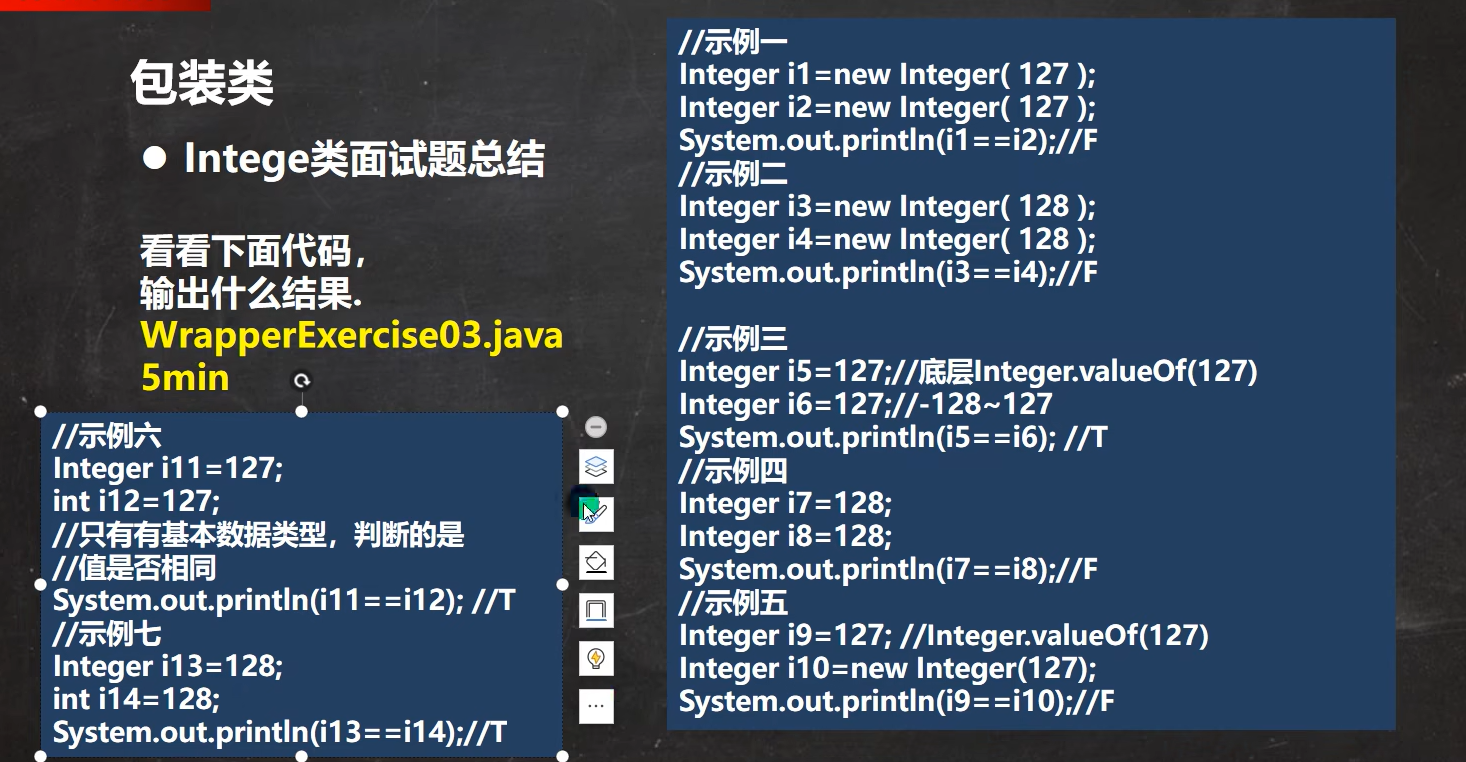 包装类
● Intege类面试题总结
看看下面代码，
输出什么结果.
WrapperExercise03.java
5min
//示例六
Integer i11=127;
int i12=127;
//只有有基本数据类型，判断的是
//值是否相同
System.out.println(i11==i12); //T
//示例七
Integer i13=128;
int i14=128;
System.out.println(i13==i14);//T
//示例一
Integer i1=new Integer( 127 );
Integer i2=new Integer( 127 );
System.out.println(i1==i2);//F
//示例二
Integer i3=new Integer( 128 );
Integer i4=new Integer( 128 );
System.out.println(i3==i4);//F
//示例三
Integer i5=127;//底层Integer.valueOf(127)
Integer i6=127;//-128~127
System.out.println(i5==i6); //T
//示例四
Integer i7=128;
Integer i8=128;
System.out.println(i7==i8);//F
//示例五
Integer i9=127; //Integer.valueOf(127)
Integer i10=new Integer(127);
System.out.println(i9==i10);//F